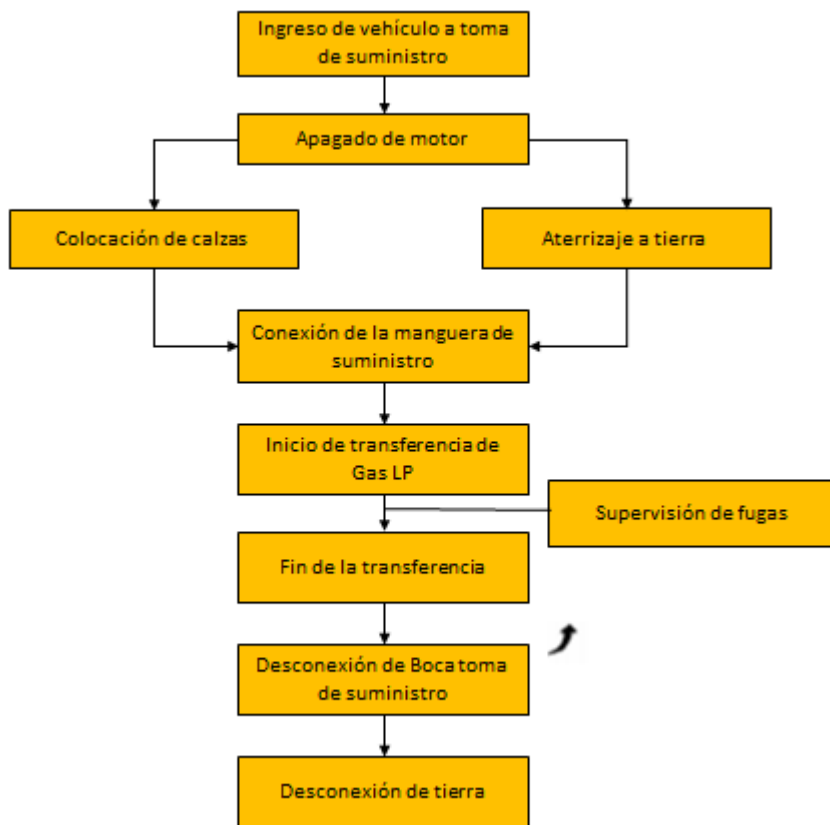 Ingreso de vehículo a toma
de suministro
Apagado de motor
Colocación de calzas
Aterrizaje a tierra
Conexión de la manguera de
suministro
Inicio de transferencia de
Gas LP
Supervisión de fugas
Fin de la transferencia
Desconexión de Boca toma
de suministro
Desconexión de tierra